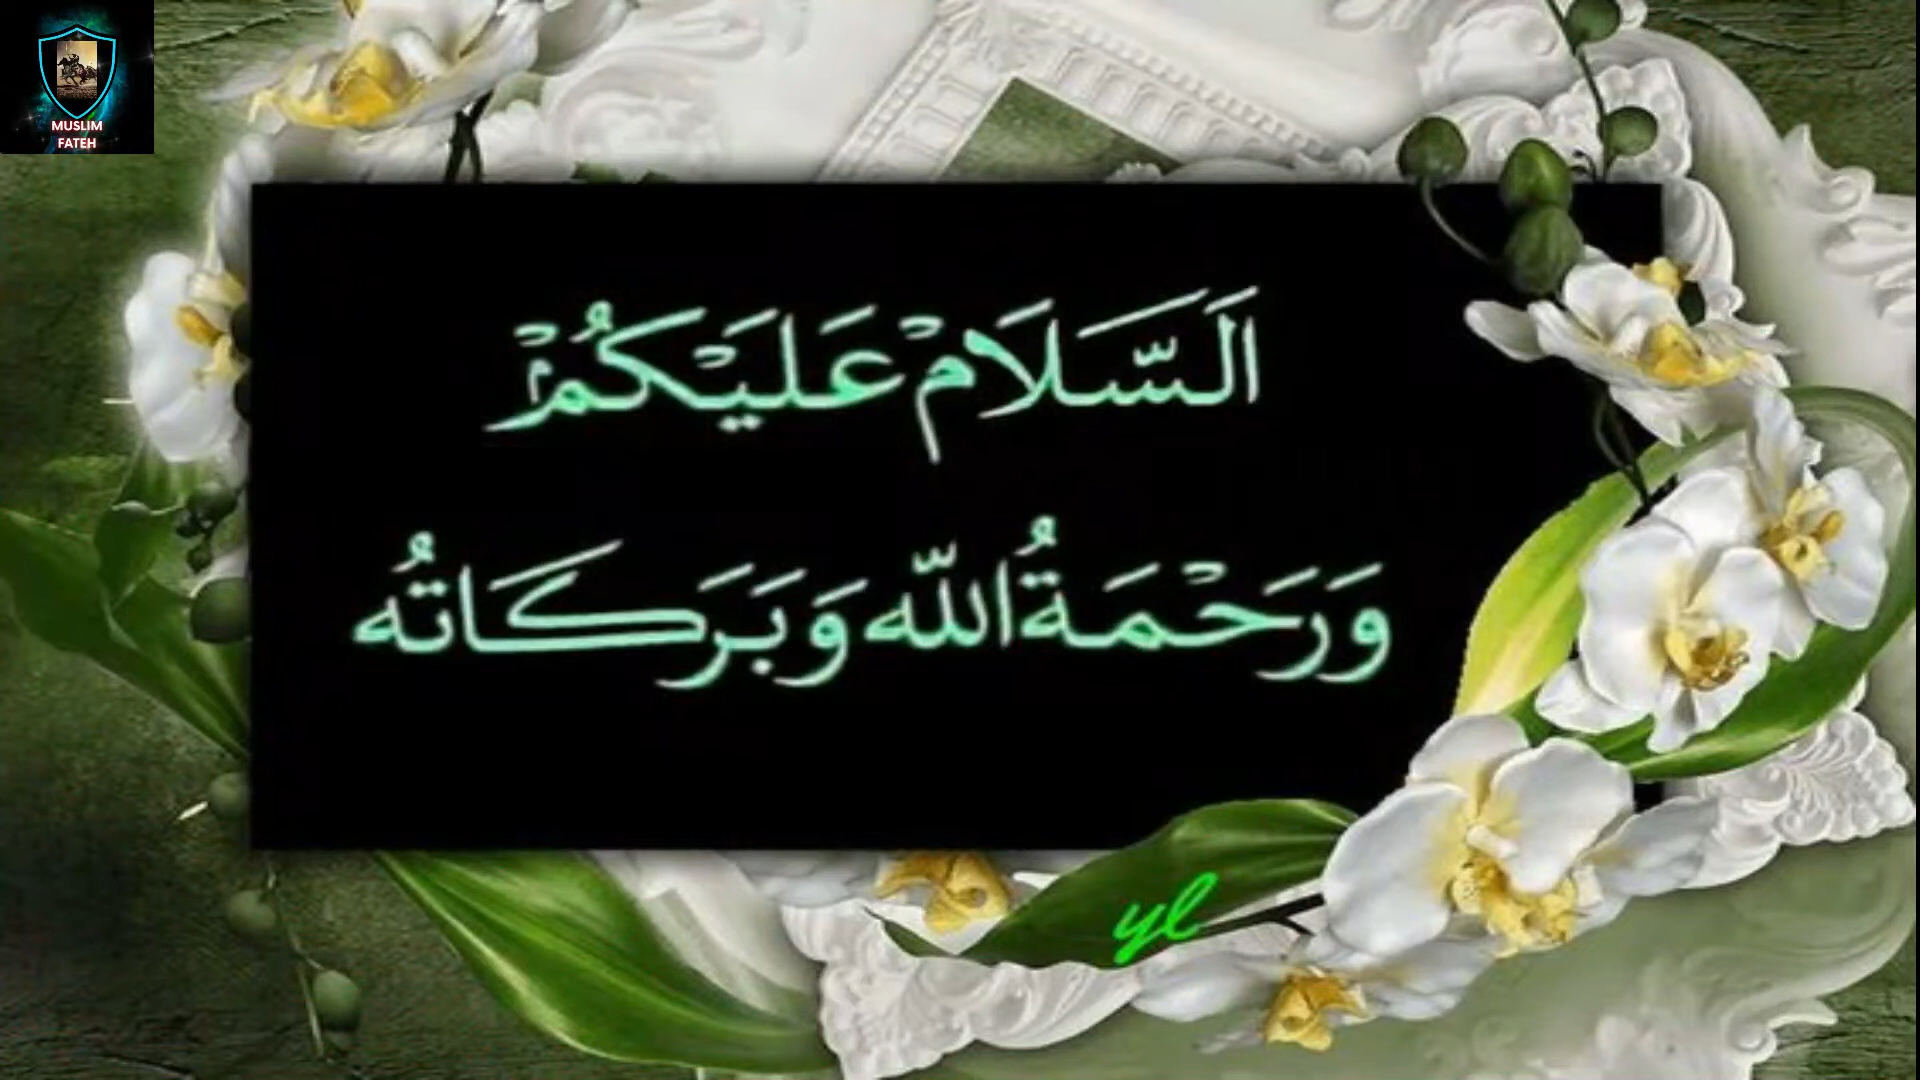 MUSLIM
FATEH
اَلسَّلَامْ عَلَيْكُمْ
وَرَحْمَةُ اللّه وَبَرَكَاتُه
yl